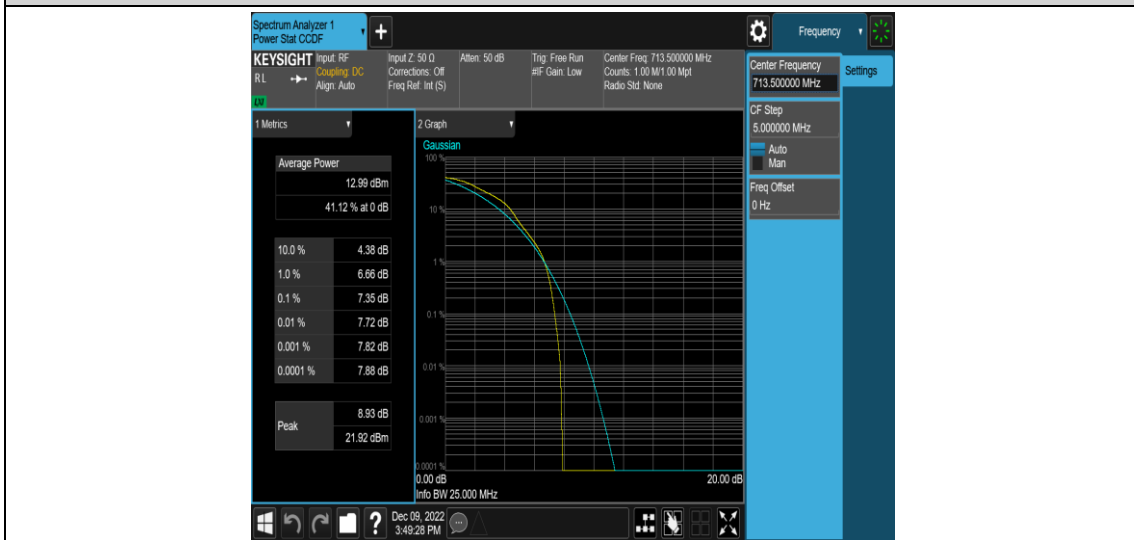 Spectrum Analyzer 1
Power Stat CCDF
+
Frequency
KEYSIGHT
RL
LXI
Input: RF
Coupling: DC
Align: Auto
Input Z: 50 Ω
Corrections: Off
Freq Ref: Int (S)
Atten: 50 dB
Trig: Free Run
#IF Gain: Low
Center Freq: 713.500000 MHz
Counts: 1.00 M/1.00 Mpt
Radio Std: None
Center Frequency
713.500000 MHz
Settings
CF Step
5.000000 MHz
Auto
Man
Freq Offset
0 Hz
1 Metrics
Average Power
12.99 dBm
41.12 % at 0 dB
10.0 % 4.38 dB
1.0 % 6.66 dB
0.1 % 7.35 dB
0.01 % 7.72 dB
0.001 % 7.82 dB
0.0001 % 7.88 dB
Peak
8.93 dB
21.92 dBm
2 Graph
Gaussian
100 %
10 %
1 %
0.1 %
0.01 %
0.001 %
0.0001 %
0.00 dB 20.00 dB
Info BW 25.000 MHz
?
Dec 09, 2022
3:49:28 PM